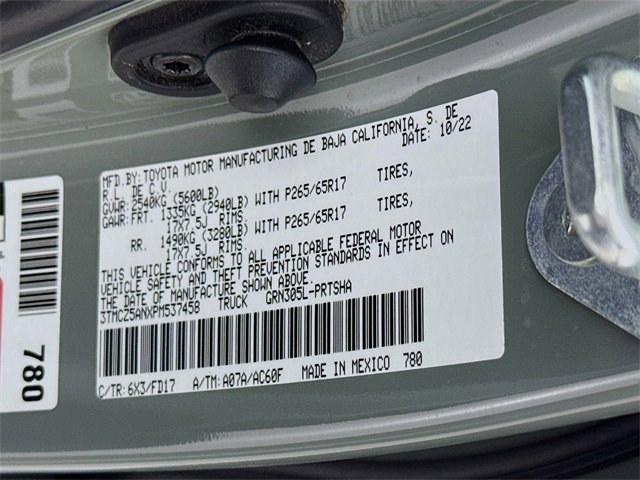 MFD.BY: TOYOTA MOTOR MANUFACTURING DE BAJA CALIFORNIA, S. DE
R.L. DE C.V. DATE: 10/22
GVWR: 2540KG (5600LB)
GAWR: FRT. 1335KG (2940LB) WITH P265/65R17 TIRES,
17X7.5J RIMS.
RR. 1490KG (3280LB) WITH P265/65R17 TIRES,
17X7.5J RIMS.
THIS VEHICLE CONFORMS TO ALL APPLICABLE FEDERAL MOTOR
VEHICLE SAFETY AND THEFT PREVENTION STANDARDS IN EFFECT ON
THE DATE OF MANUFACTURE SHOWN ABOVE.
3TMCZ5ANXPM537458 TRUCK GRN305L-PRTSHA
C/TR: 6X3/FD17 A/TM: A07A/AC60F MADE IN MEXICO 780
780